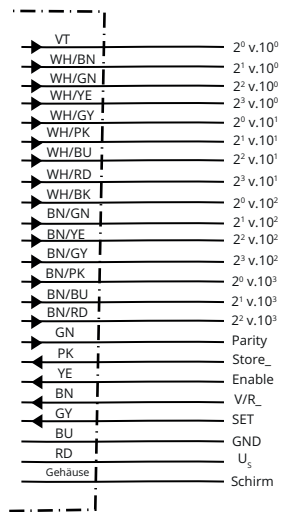 VT 2⁰ v.10⁰
WH/BN 2¹ v.10⁰
WH/GN 2² v.10⁰
WH/YE 2³ v.10⁰
WH/GY 2⁰ v.10¹
WH/PK 2¹ v.10¹
WH/BU 2² v.10¹
WH/RD 2³ v.10¹
WH/BK 2⁰ v.10²
BN/GN 2¹ v.10²
BN/YE 2² v.10²
BN/GY 2³ v.10²
BN/PK 2⁰ v.10³
BN/BU 2¹ v.10³
BN/RD 2² v.10³
GN Parity
PK Store_
YE Enable
BN V/R_
GY SET
BU GND
RD Uₛ
Gehäuse Schirm